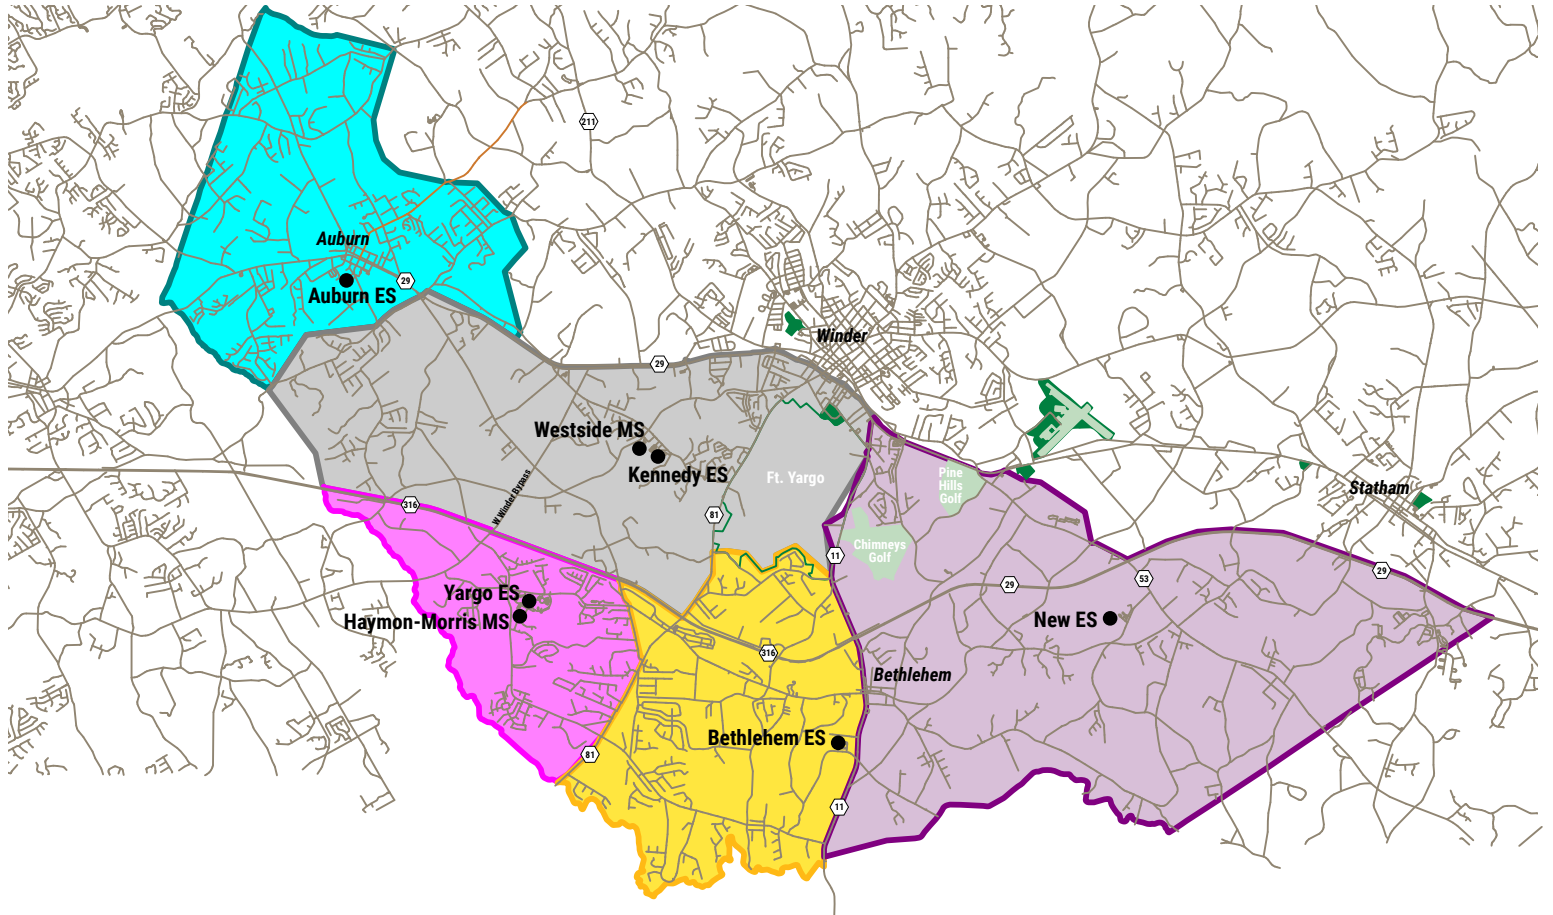 211
Auburn
29
Auburn ES
Winder
29
Westside MS
Kennedy ES
Ft. Yargo
Pine
Hills
Golf
Statham
W Winder Bypass
316
81
Chimneys
Golf
11
29
53
29
Yargo ES
Haymon-Morris MS
New ES
316
Bethlehem
Bethlehem ES
81
11